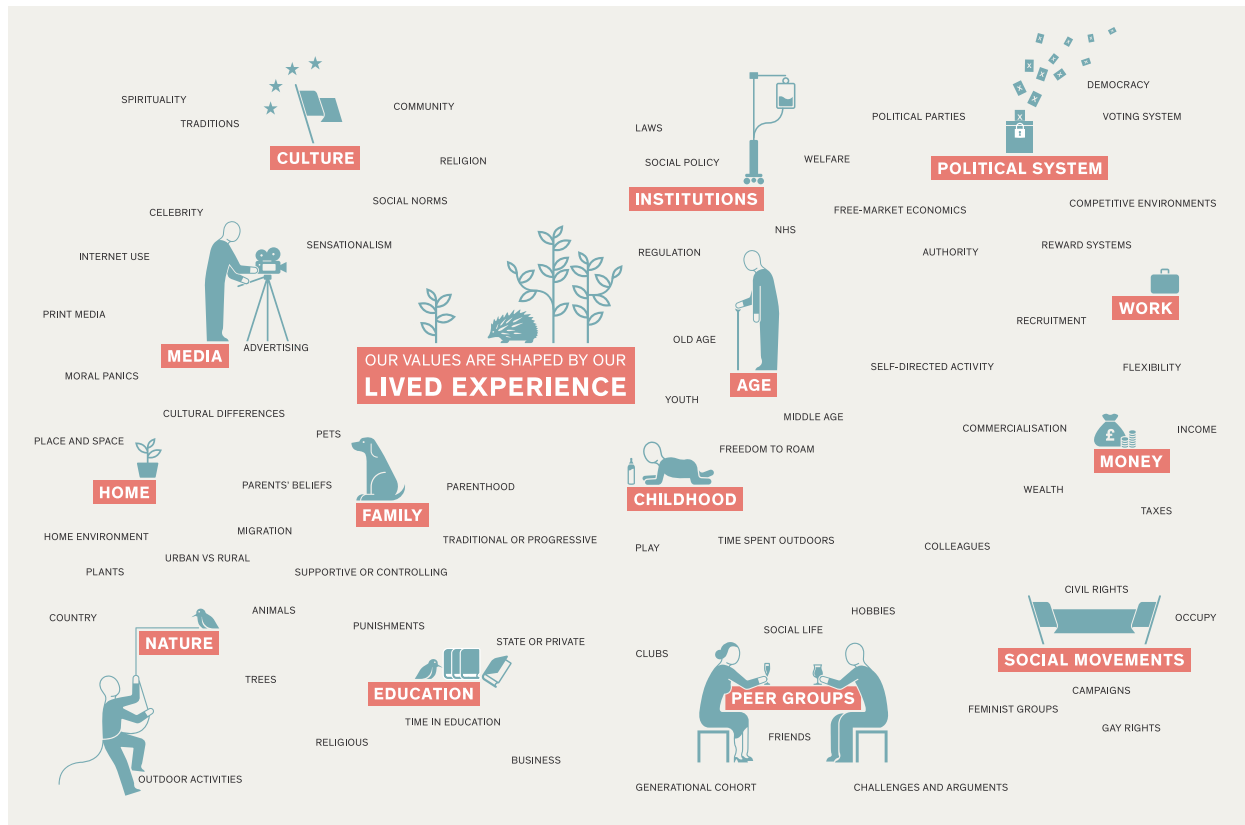 DEMOCRACY
SPIRITUALITY
COMMUNITY
VOTING SYSTEM
POLITICAL PARTIES
TRADITIONS
LAWS
CULTURE
WELFARE
RELIGION
SOCIAL POLICY
POLITICAL SYSTEM
INSTITUTIONS
SOCIAL NORMS
COMPETITIVE ENVIRONMENTS
FREE-MARKET ECONOMICS
CELEBRITY
NHS
SENSATIONALISM
REWARD SYSTEMS
REGULATION
AUTHORITY
INTERNET USE
WORK
PRINT MEDIA
RECRUITMENT
OLD AGE
ADVERTISING
MEDIA
OUR VALUES ARE SHAPED BY OUR
LIVED EXPERIENCE
SELF-DIRECTED ACTIVITY
FLEXIBILITY
MORAL PANICS
AGE
YOUTH
CULTURAL DIFFERENCES
MIDDLE AGE
COMMERCIALISATION
INCOME
£
PETS
PLACE AND SPACE
FREEDOM TO ROAM
MONEY
PARENTS' BELIEFS
PARENTHOOD
WEALTH
HOME
CHILDHOOD
TAXES
FAMILY
MIGRATION
HOME ENVIRONMENT
TRADITIONAL OR PROGRESSIVE
TIME SPENT OUTDOORS
PLAY
COLLEAGUES
URBAN VS RURAL
PLANTS
SUPPORTIVE OR CONTROLLING
CIVIL RIGHTS
ANIMALS
HOBBIES
COUNTRY
OCCUPY
PUNISHMENTS
SOCIAL LIFE
STATE OR PRIVATE
NATURE
CLUBS
SOCIAL MOVEMENTS
TREES
EDUCATION
CAMPAIGNS
PEER GROUPS
FEMINIST GROUPS
TIME IN EDUCATION
GAY RIGHTS
FRIENDS
RELIGIOUS
BUSINESS
OUTDOOR ACTIVITIES
GENERATIONAL COHORT
CHALLENGES AND ARGUMENTS